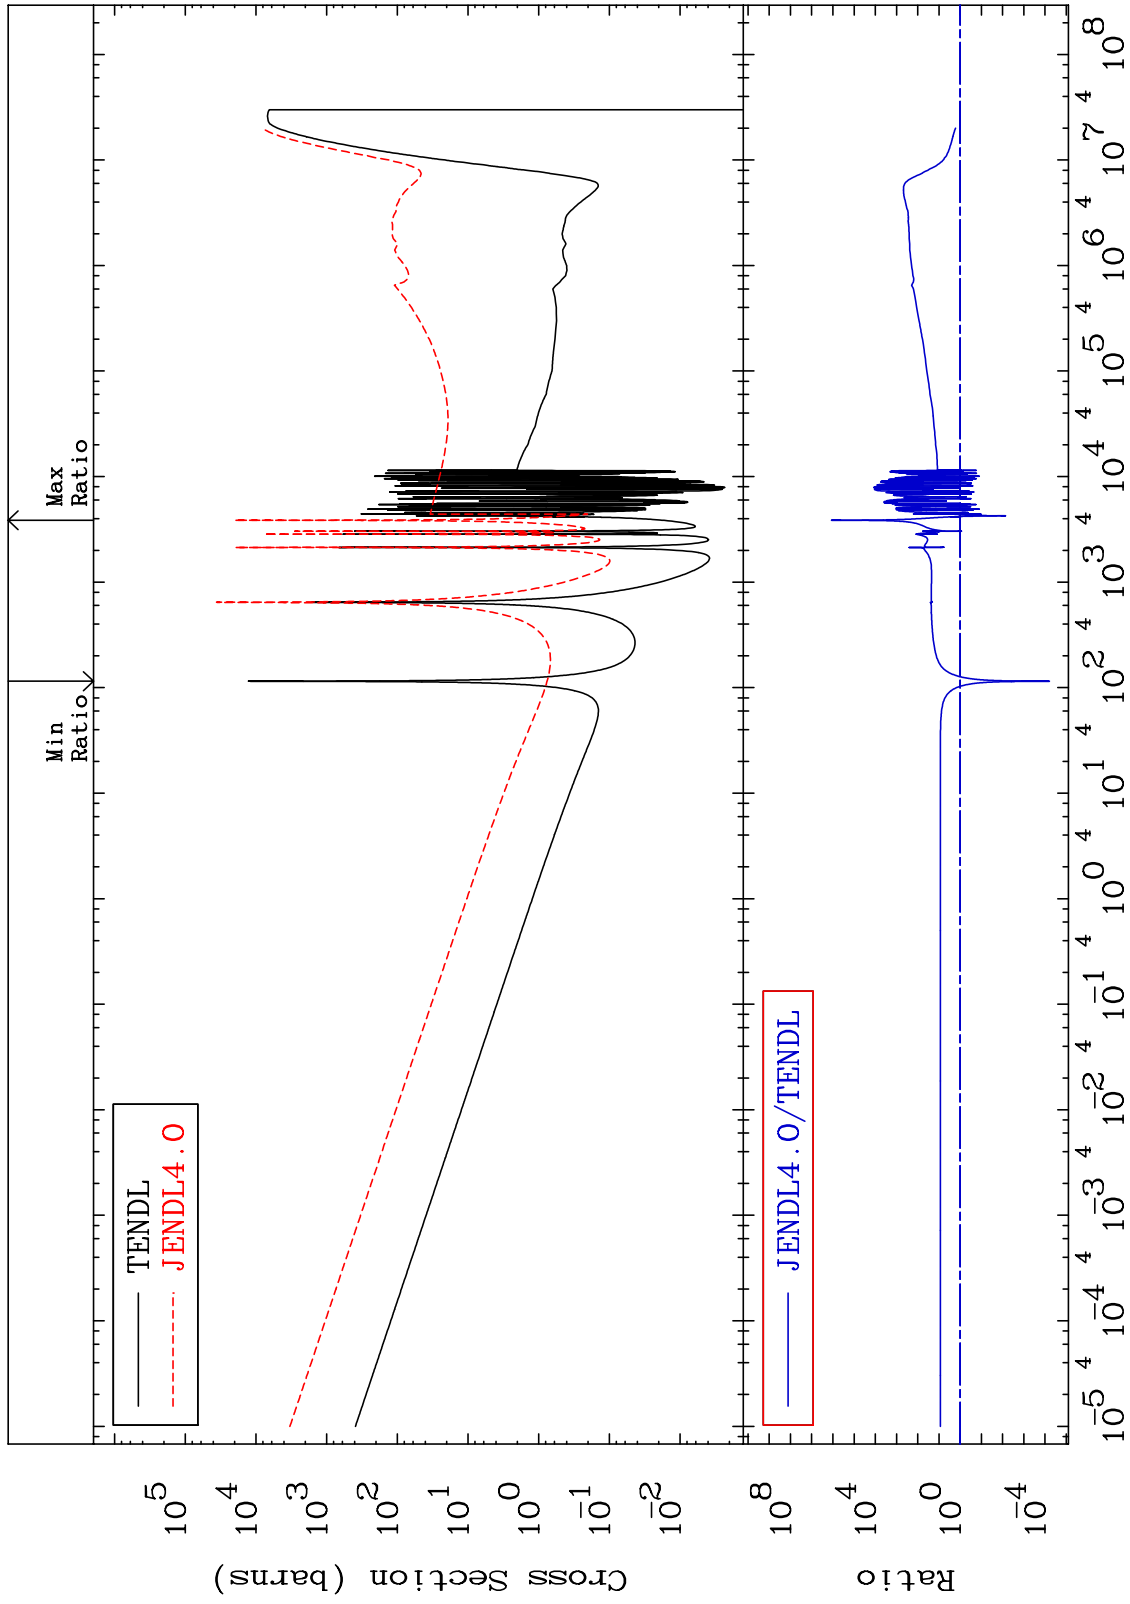 Min
Ratio
Max
Ratio
TENDL
JENDL4.0
Cross Section (barns)
10^5
10^4
10^3
10^2
10^1
10^0
10^-1
10^-2
JENDL4.0/TENDL
Ratio
10^8
10^4
10^0
10^-4
10^-5 4 10^-4 4 10^-3 4 10^-2 4 10^-1 4 10^0 4 10^1 4 10^2 4 10^3 4 10^4 4 10^5 4 10^6 4 10^7 4 10^8